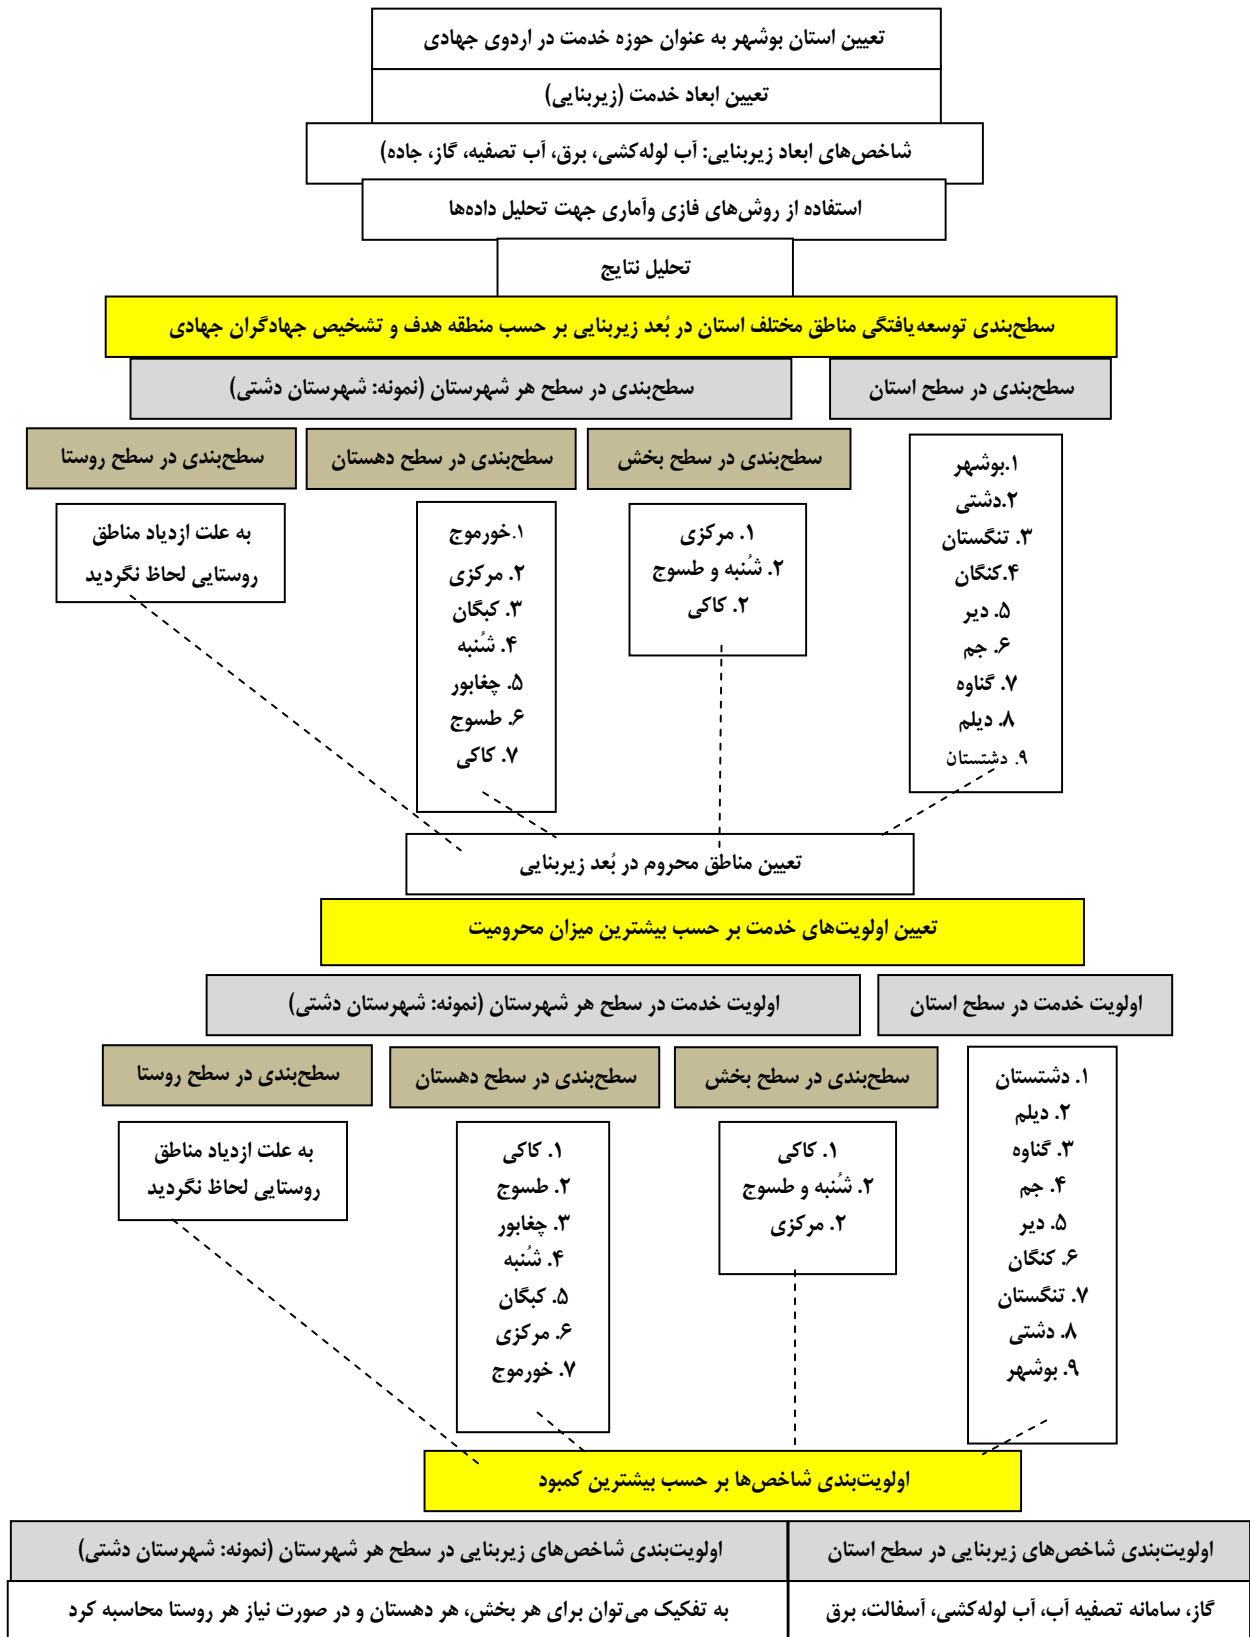 تعیین استان بوشهر به عنوان حوزه خدمت در اردوی جهادی
تعیین ابعاد خدمت (زیربنایی)
شاخص‌های ابعاد زیربنایی: آب لوله‌کشی، برق، آب تصفیه، گاز، جاده)
استفاده از روش‌های فازی وآماری جهت تحلیل داده‌ها
تحلیل نتایج
سطح‌بندی توسعه‌یافتگی مناطق مختلف استان در بُعد زیربنایی بر حسب منطقه هدف و تشخیص جهادگران جهادی
سطح‌بندی در سطح استان
سطح‌بندی در سطح هر شهرستان (نمونه: شهرستان دشتی)
سطح‌بندی در سطح بخش
سطح‌بندی در سطح دهستان
سطح‌بندی در سطح روستا
۱.بوشهر
۲.دشتی
۳. تنگستان
۴.کنگان
۵. دیر
۶. جم
۷. گناوه
۸. دیلم
۹. دشتستان
۱. مرکزی
۲. شُنبه و طسوج
۲. کاکی
۱.خورموج
۲. مرکزی
۳. کبگان
۴. شُنبه
۵. چغابور
۶. طسوج
۷. کاکی
به علت ازدیاد مناطق
روستایی لحاظ نگردید
تعیین مناطق محروم در بُعد زیربنایی
تعیین اولویت‌های خدمت بر حسب بیشترین میزان محرومیت
اولویت خدمت در سطح استان
اولویت خدمت در سطح هر شهرستان (نمونه: شهرستان دشتی)
سطح‌بندی در سطح بخش
سطح‌بندی در سطح دهستان
سطح‌بندی در سطح روستا
۱. دشتستان
۲. دیلم
۳. گناوه
۴. جم
۵. دیر
۶. کنگان
۷. تنگستان
۸. دشتی
۹. بوشهر
۱. کاکی
۲. شُنبه و طسوج
۲. مرکزی
۱. کاکی
۲. طسوج
۳. چغابور
۴. شُنبه
۵. کبگان
۶. مرکزی
۷. خورموج
به علت ازدیاد مناطق
روستایی لحاظ نگردید
اولویت‌بندی شاخص‌ها بر حسب بیشترین کمبود
اولویت‌بندی شاخص‌های زیربنایی در سطح استان
اولویت‌بندی شاخص‌های زیربنایی در سطح هر شهرستان (نمونه: شهرستان دشتی)
گاز، سامانه تصفیه آب، آب لوله‌کشی، آسفالت، برق
به تفکیک می‌توان برای هر بخش، هر دهستان و در صورت نیاز هر روستا محاسبه کرد